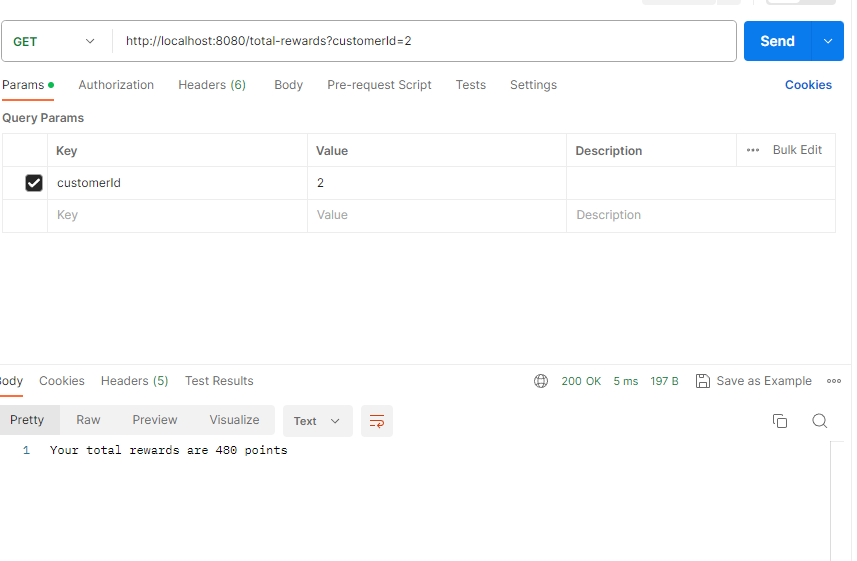 GET http://localhost:8080/total-rewards?customerId=2 Send
Params Authorization Headers (6) Body Pre-request Script Tests Settings Cookies
Query Params
Key Value Description ••• Bulk Edit
customerId 2
Key Value Description
Body Cookies Headers (5) Test Results 200 OK 5 ms 197 B Save as Example
Pretty Raw Preview Visualize Text
1 Your total rewards are 480 points